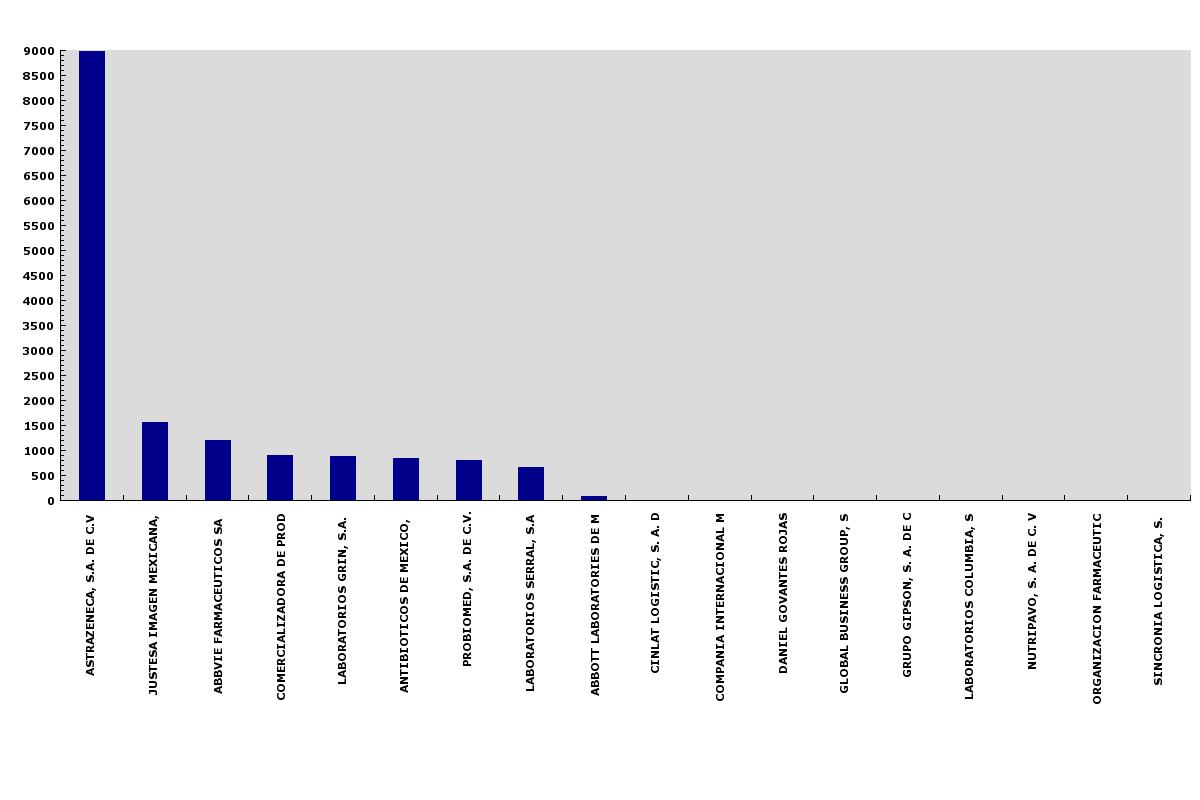 9000
8500
8000
7500
7000
6500
6000
5500
5000
4500
4000
3500
3000
2500
2000
1500
1000
500
0
ASTRAZENECA, S.A. DE C.V
JUSTESA IMAGEN MEXICANA,
ABBVIE FARMACEUTICOS SA
COMERCIALIZADORA DE PROD
LABORATORIOS GRIN, S.A.
ANTIBIOTICOS DE MEXICO,
PROBIOMED, S.A. DE C.V.
LABORATORIOS SERRAL, S.A
ABBOTT LABORATORIES DE M
CINLAT LOGISTIC, S. A. D
COMPANIA INTERNACIONAL M
DANIEL GOVANTES ROJAS
GLOBAL BUSINESS GROUP, S
GRUPO GIPSON, S. A. DE C
LABORATORIOS COLUMBIA, S
NUTRIPAVO, S. A. DE C. V
ORGANIZACION FARMACEUTIC
SINCRONIA LOGISTICA, S.